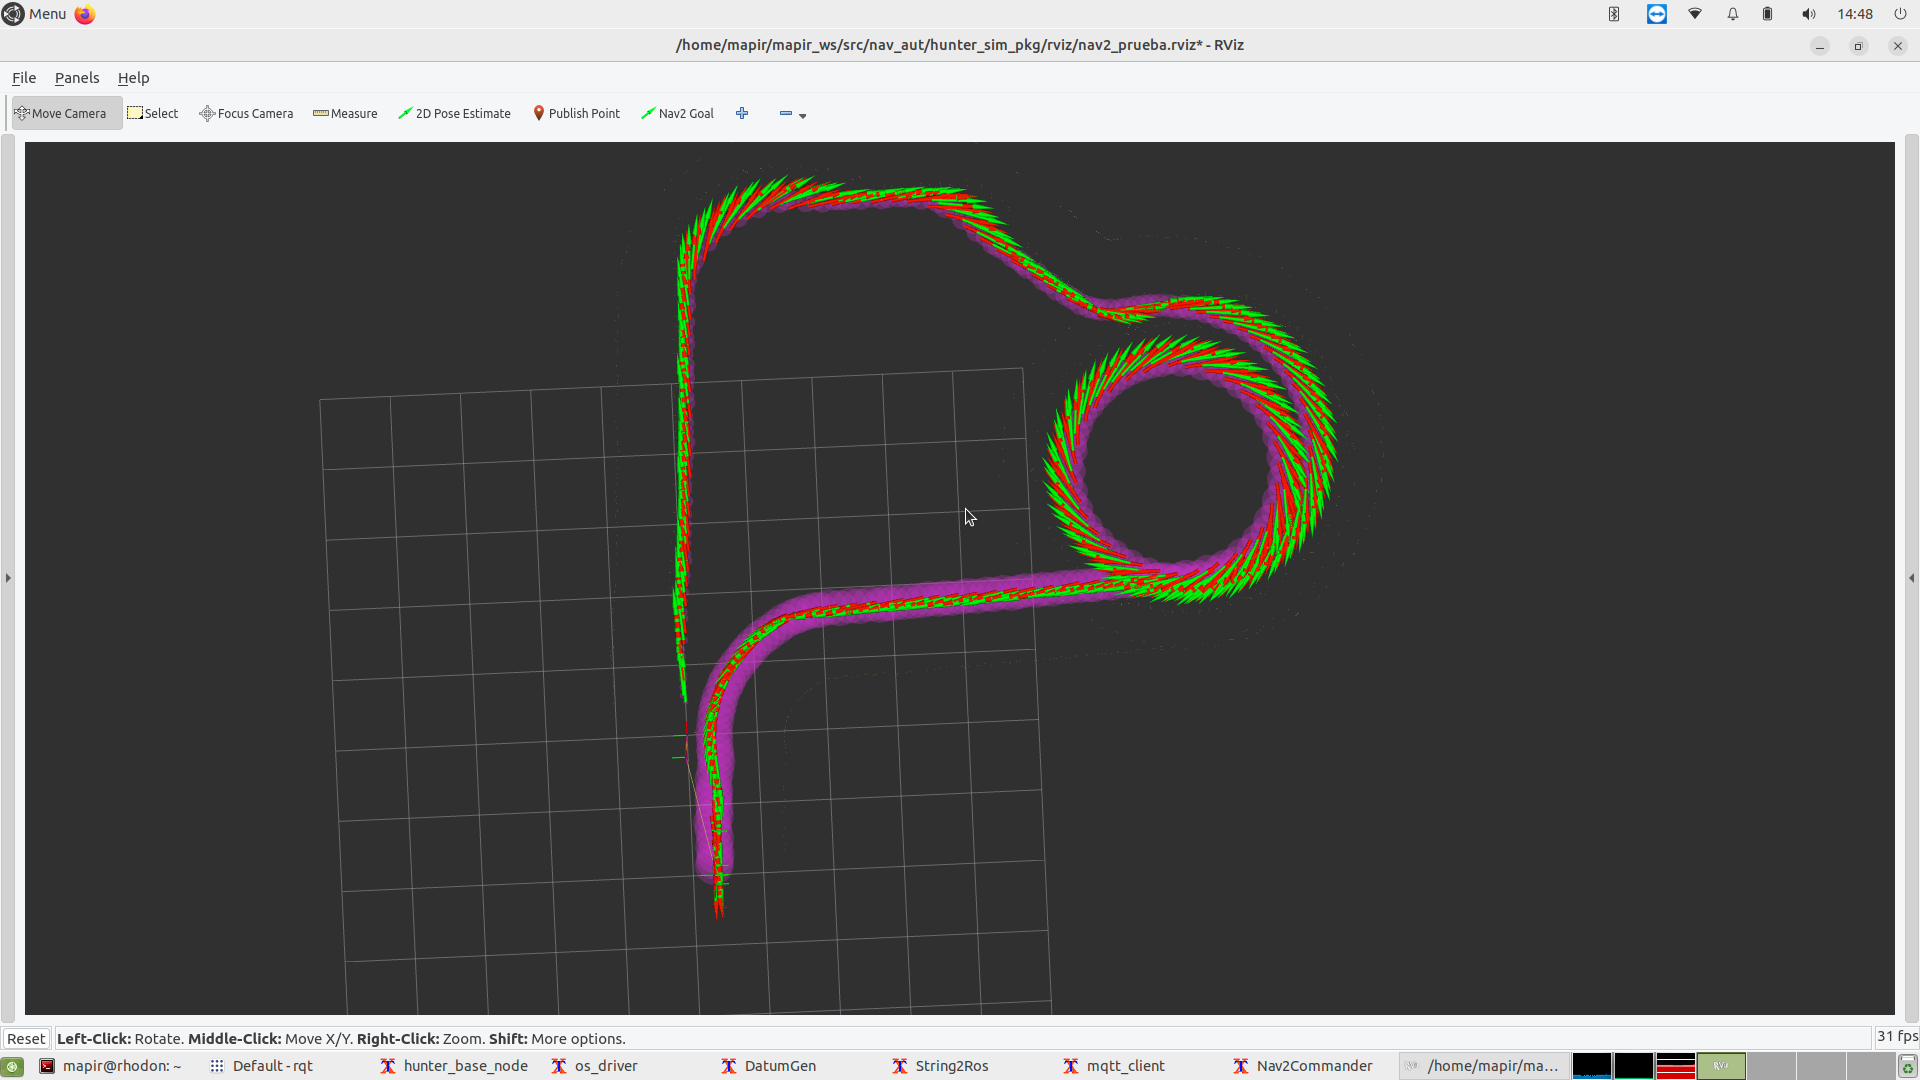 Menu 14:48
/home/mapir/mapir_ws/src/nav_aut/hunter_sim_pkg/rviz/nav2_prueba.rviz* - RViz
File Panels Help
Move Camera Select Focus Camera Measure 2D Pose Estimate Publish Point Nav2 Goal
Reset Left-Click: Rotate. Middle-Click: Move X/Y. Right-Click: Zoom. Shift: More options. 31 fps
mapir@rhodon: ~ Default - rqt hunter_base_node os_driver DatumGen String2Ros mqtt_client Nav2Commander /home/mapir/ma...